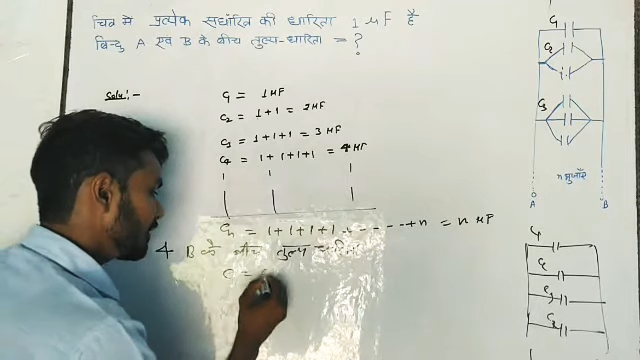 चित्र में प्रत्येक संधारित्र की धारिता 1 μF है
बिन्दु A एवं B के बीच तुल्य-धारिता = ?
Solu:-
C₁ = 1 μF
C₂ = 1+1 = 2 μF
C₃ = 1+1+1 = 3 μF
C₄ = 1+1+1+1 = 4 μF
Cₙ = 1+1+1+1.......+n = n μF
B के बीच तुल्य
C =
C₁
C₂
C₃
A
B
C₁